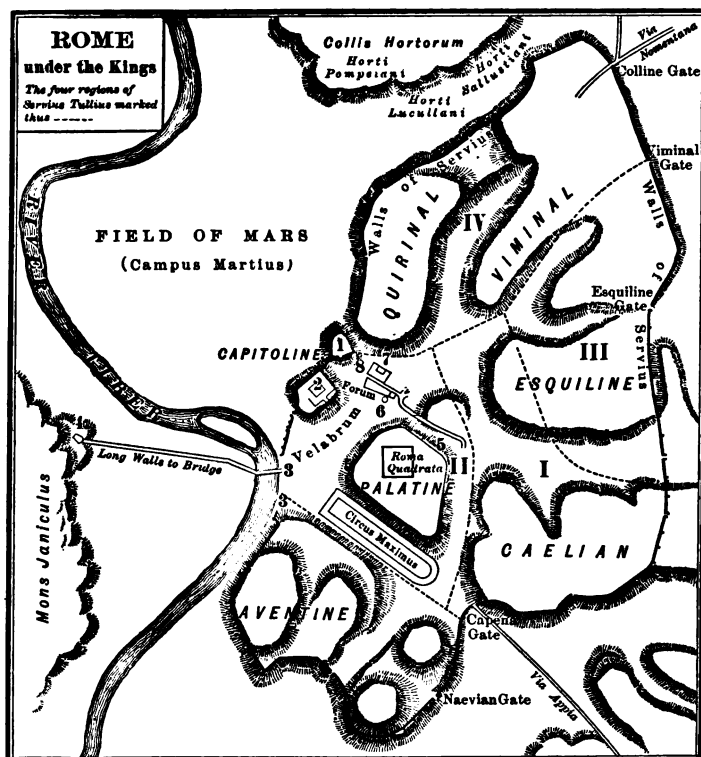 ROME
under the Kings
The four regions of
Servius Tullius marked
thus
Collis Hortorum
Horti
Pompeiani
Horti
Sallustiani
Horti
Lucullani
Via
Nomeniana
Colline Gate
Viminal
Gate
Walls of Servius
Walls of Servius
FIELD OF MARS
(Campus Martius)
QUIRINAL
IV
VIMINAL
Esquiline
Gate
III
ESQUILINE
RIVER
TIBER
CAPITOLINE
1
8
7
2
Forum
6
Velabrum
5
Roma
Quadrata
II
PALATINE
I
4
Long Walls to Bridge
3
3
Circus Maximus
CAELIAN
Mons Janiculus
AVENTINE
Capena
Gate
Naevian Gate
Via Appia